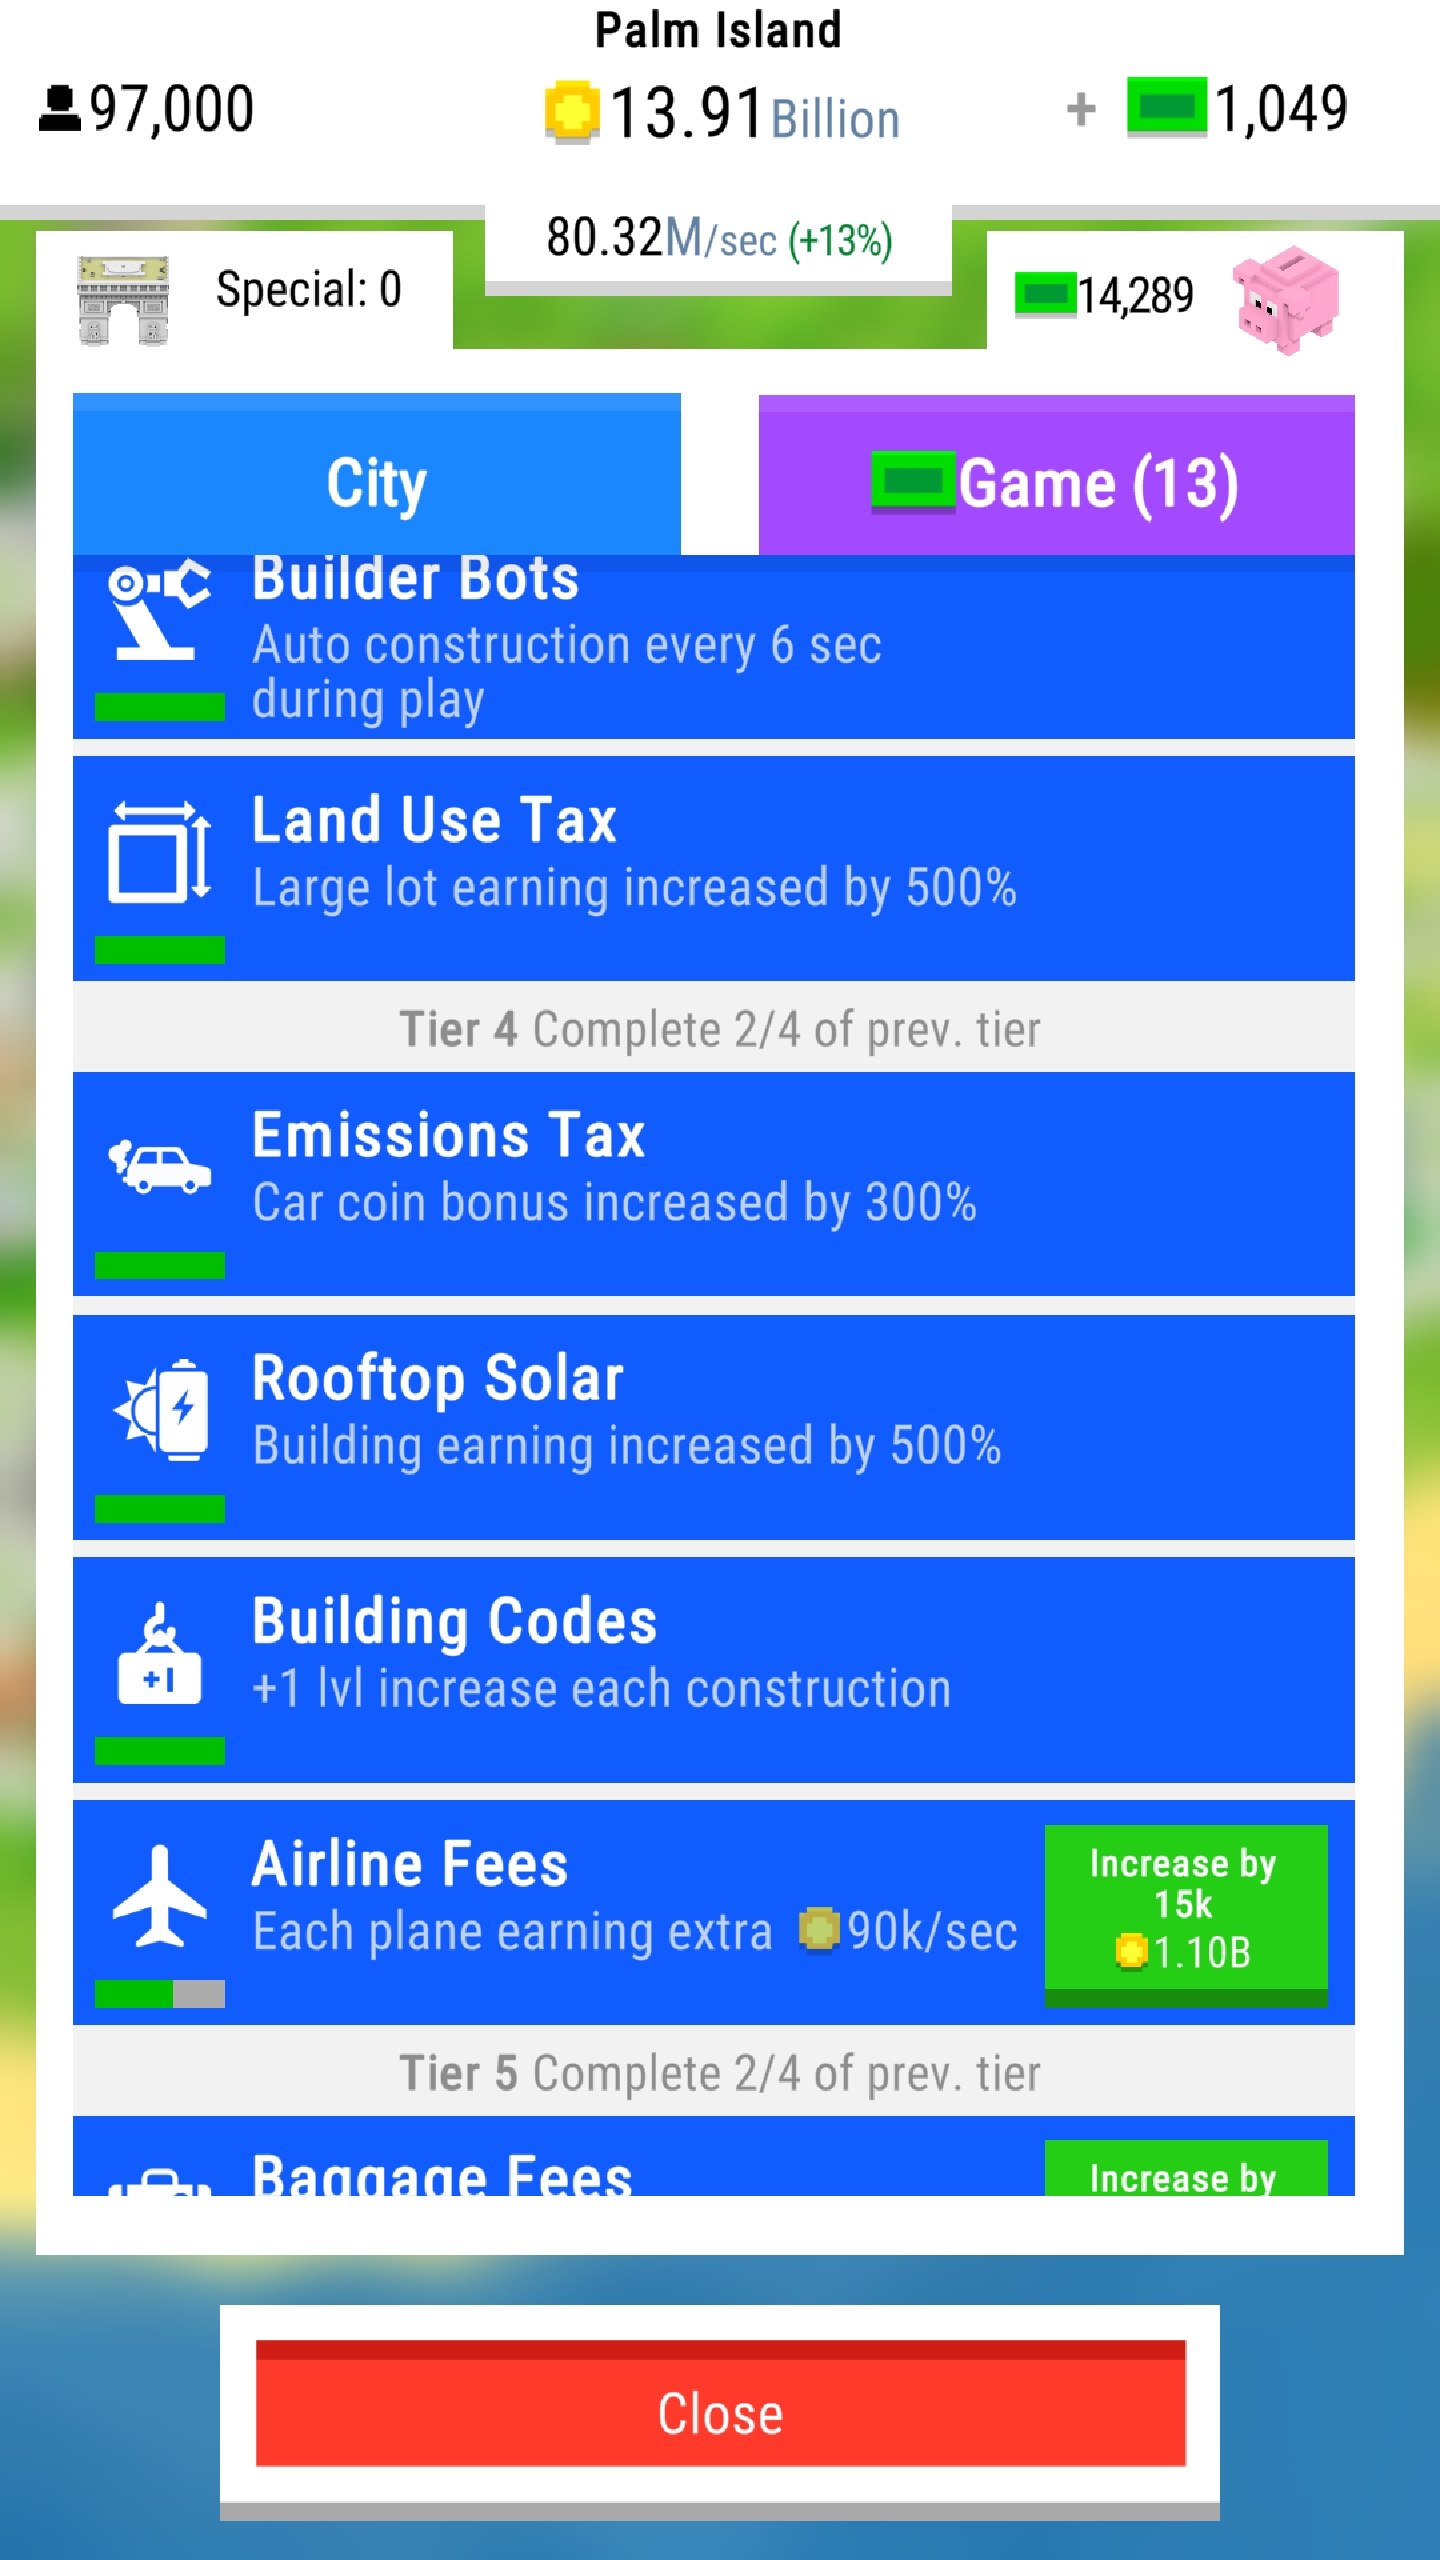 Palm Island
97,000
13.91 Billion
+ 1,049
80.32M/sec (+13%)
Special: 0
14,289
City
Game (13)
Builder Bots
Auto construction every 6 sec
during play
Land Use Tax
Large lot earning increased by 500%
Tier 4 Complete 2/4 of prev. tier
Emissions Tax
Car coin bonus increased by 300%
Rooftop Solar
Building earning increased by 500%
+1
Building Codes
+1 lvl increase each construction
Airline Fees
Each plane earning extra 90k/sec
Increase by
15k
1.10B
Tier 5 Complete 2/4 of prev. tier
Baggage Fees
Increase by
Close